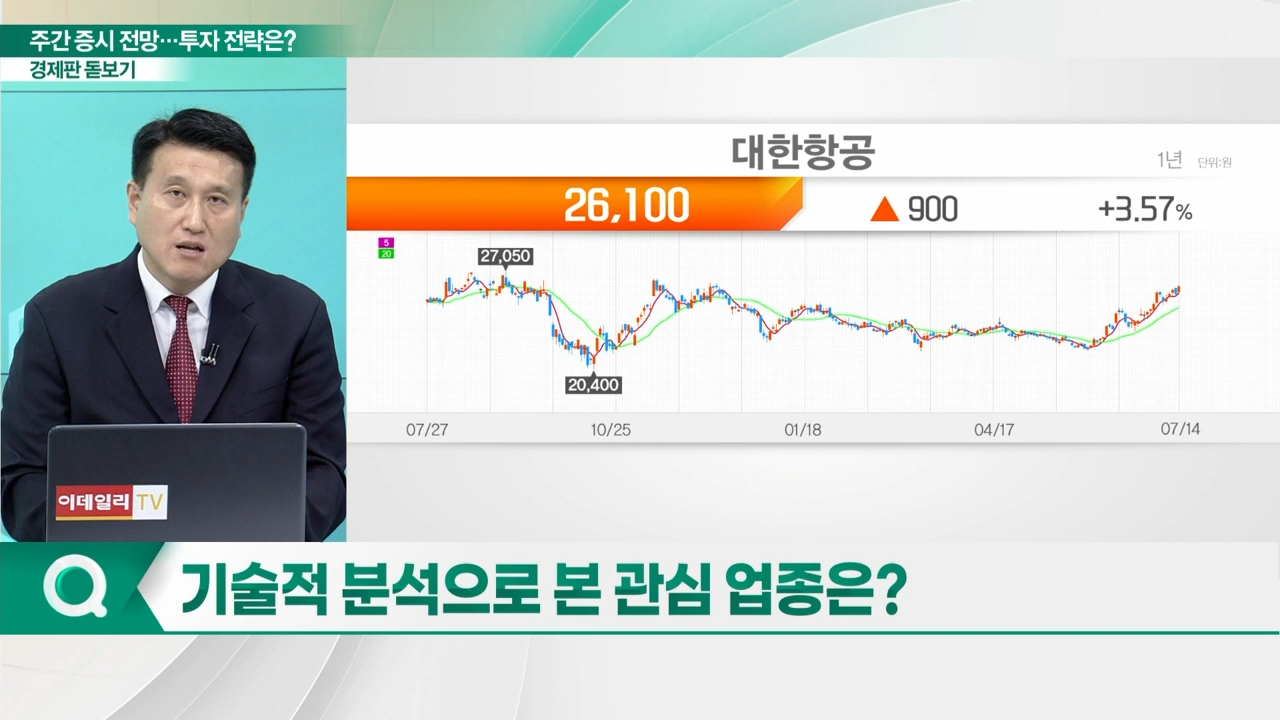 주간 증시 전망…투자 전략은?
경제판 돋보기
대한항공
1년 단위:원
26,100 ▲ 900 +3.57%
5
20
27,050
20,400
07/27 10/25 01/18 04/17 07/14
이데일리 TV
기술적 분석으로 본 관심 업종은?